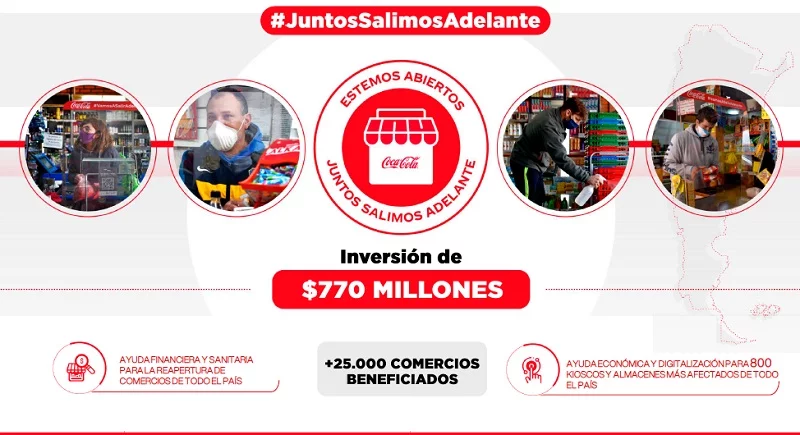 #JuntosSalimosAdelante
ESTEMOS ABIERTOS
Coca-Cola
JUNTOS SALIMOS ADELANTE
Coca-Cola
Inversión de
$770 MILLONES
AYUDA FINANCIERA Y SANITARIA
PARA LA REAPERTURA DE
COMERCIOS DE TODO EL PAÍS
+25.000 COMERCIOS
BENEFICIADOS
AYUDA ECONÓMICA Y DIGITALIZACIÓN PARA 800
KIOSCOS Y ALMACENES MÁS AFECTADOS DE TODO
EL PAÍS